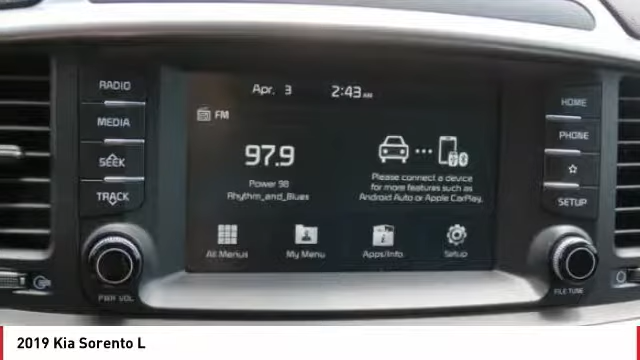 RADIO
MEDIA
SEEK
TRACK
PWR VOL
Apr. 3 2:43 AM
FM
97.9
Power 98
Rhythm_and_Blues
Please connect a device
for more features such as
Android Auto or Apple CarPlay.
All Menus My Menu Apps/Info Setup
HOME
PHONE
SETUP
FILE TUNE
2019 Kia Sorento L